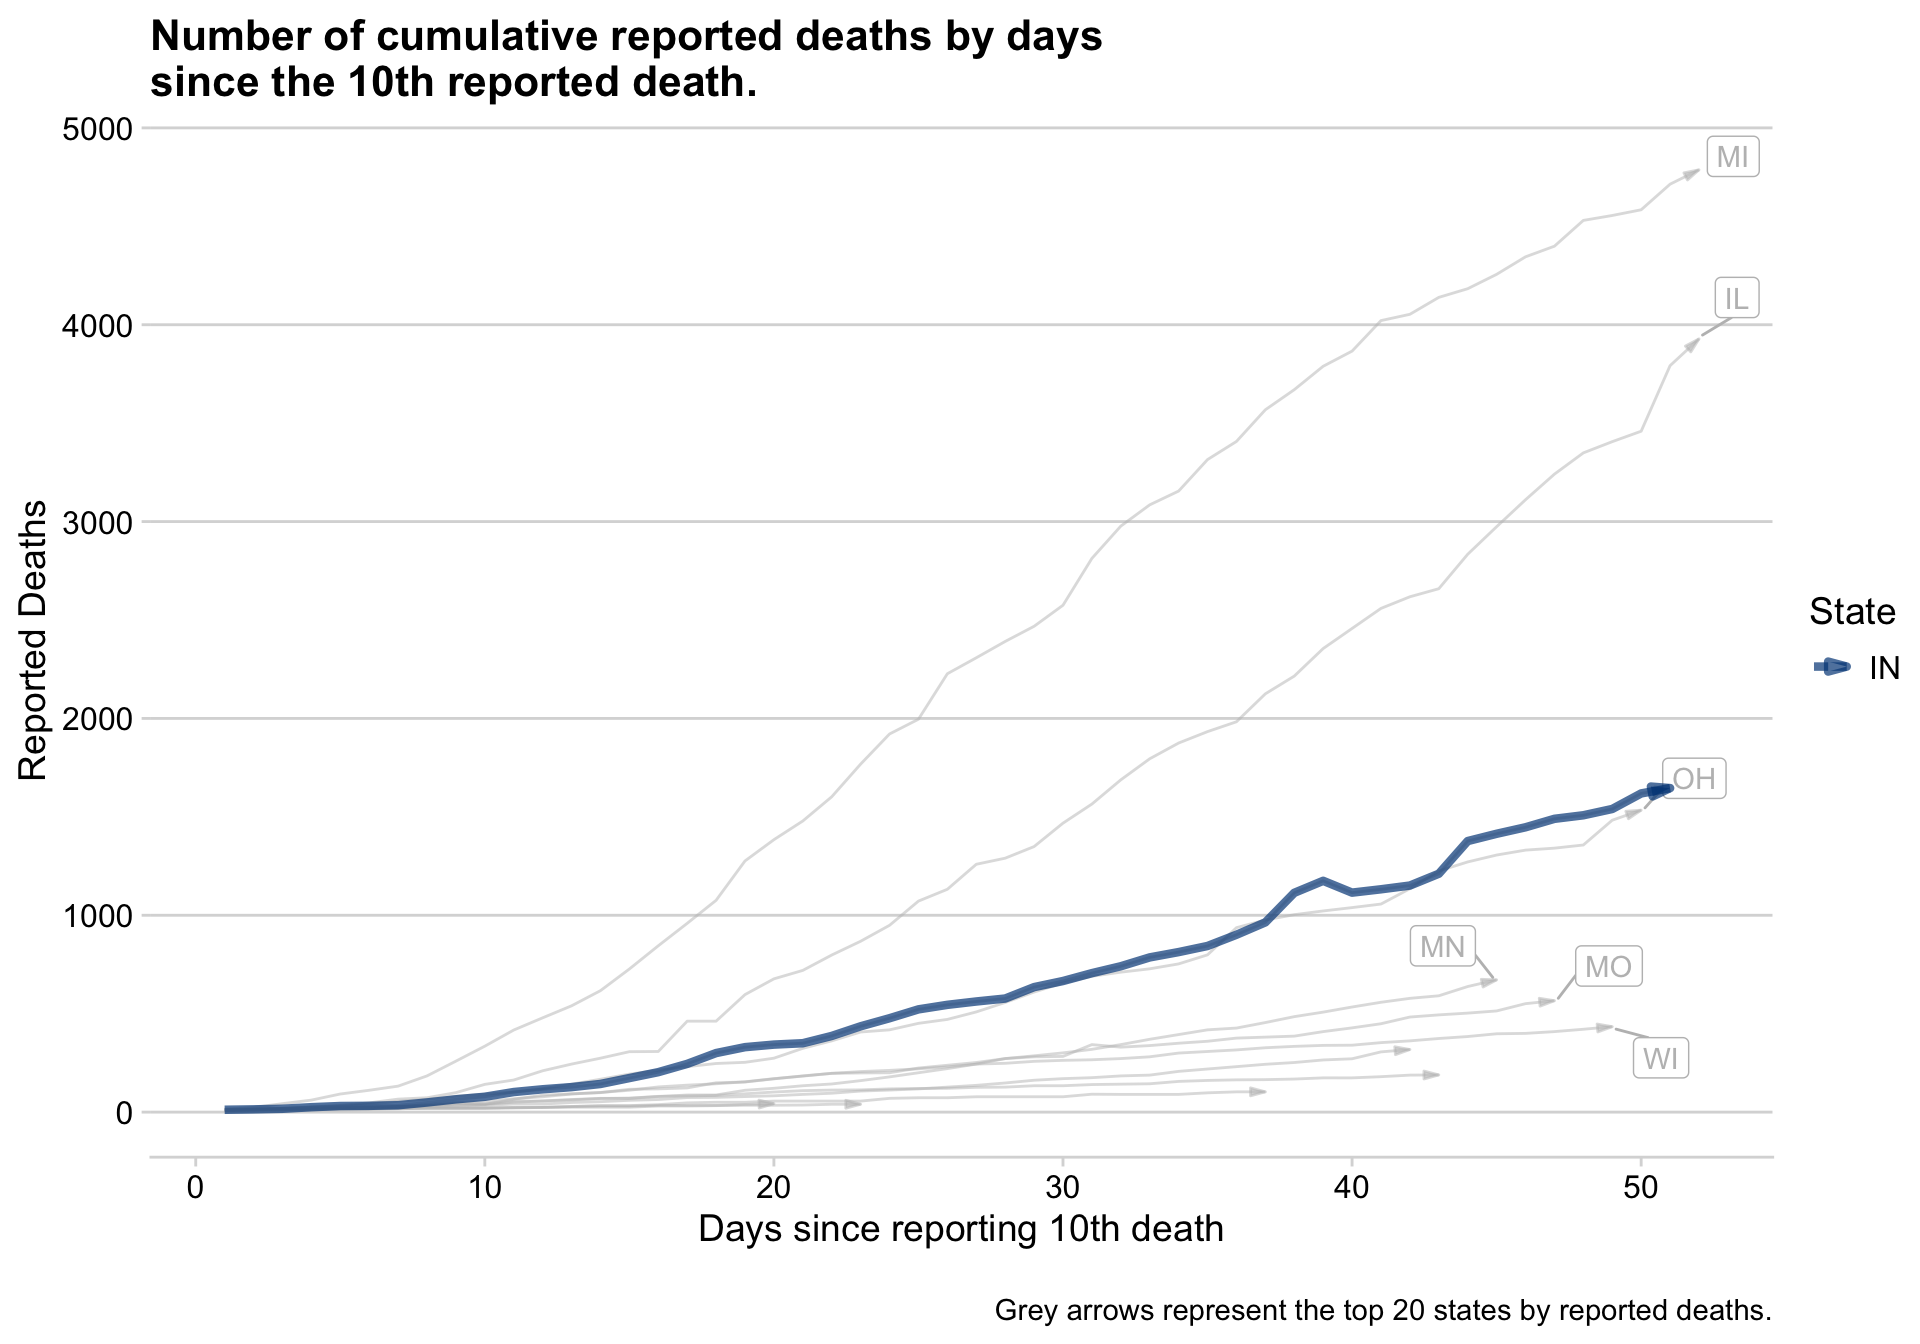 Number of cumulative reported deaths by days
since the 10th reported death.
5000
4000
3000
2000
1000
0
Reported Deaths
MI
IL
OH
MN
MO
WI
State
IN
0 10 20 30 40 50
Days since reporting 10th death
Grey arrows represent the top 20 states by reported deaths.